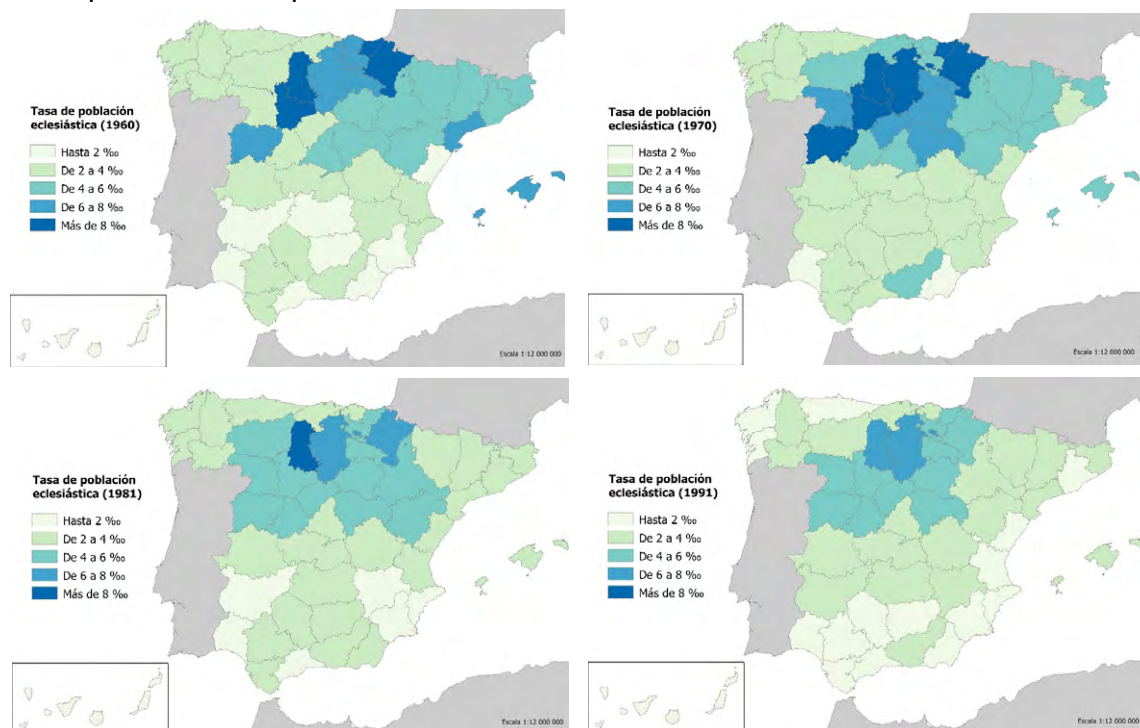 Tasa de población
eclesiástica (1960)
Hasta 2 ‰
De 2 a 4 ‰
De 4 a 6 ‰
De 6 a 8 ‰
Más de 8 ‰
Escala 1:12 000 000
Tasa de población
eclesiástica (1970)
Hasta 2 ‰
De 2 a 4 ‰
De 4 a 6 ‰
De 6 a 8 ‰
Más de 8 ‰
Escala 1:12 000 000
Tasa de población
eclesiástica (1981)
Hasta 2 ‰
De 2 a 4 ‰
De 4 a 6 ‰
De 6 a 8 ‰
Más de 8 ‰
Escala 1:12 000 000
Tasa de población
eclesiástica (1991)
Hasta 2 ‰
De 2 a 4 ‰
De 4 a 6 ‰
De 6 a 8 ‰
Más de 8 ‰
Escala 1:12 000 000